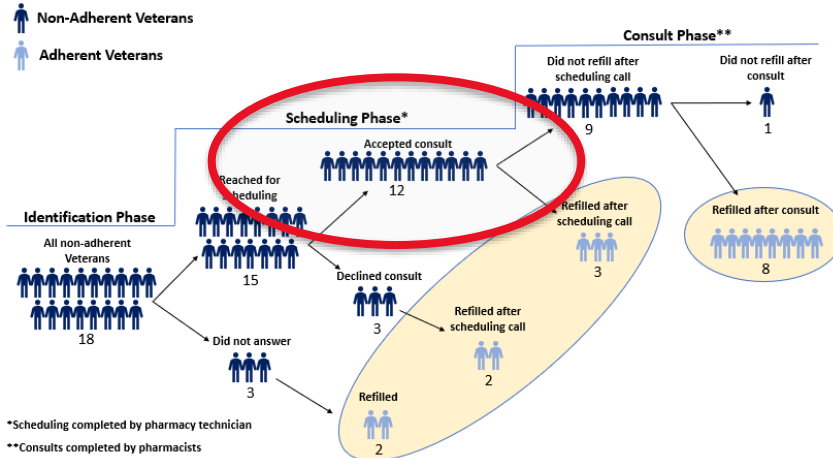 Non-Adherent Veterans
Adherent Veterans
Consult Phase**
Did not refill after
scheduling call
9
Did not refill after
consult
1
Scheduling Phase*
Accepted consult
12
Reached for
scheduling
15
Refilled after
scheduling call
3
Refilled after consult
8
Identification Phase
All non-adherent
Veterans
18
Declined consult
3
Refilled after
scheduling call
2
Did not answer
3
Refilled
2
*Scheduling completed by pharmacy technician
**Consults completed by pharmacists